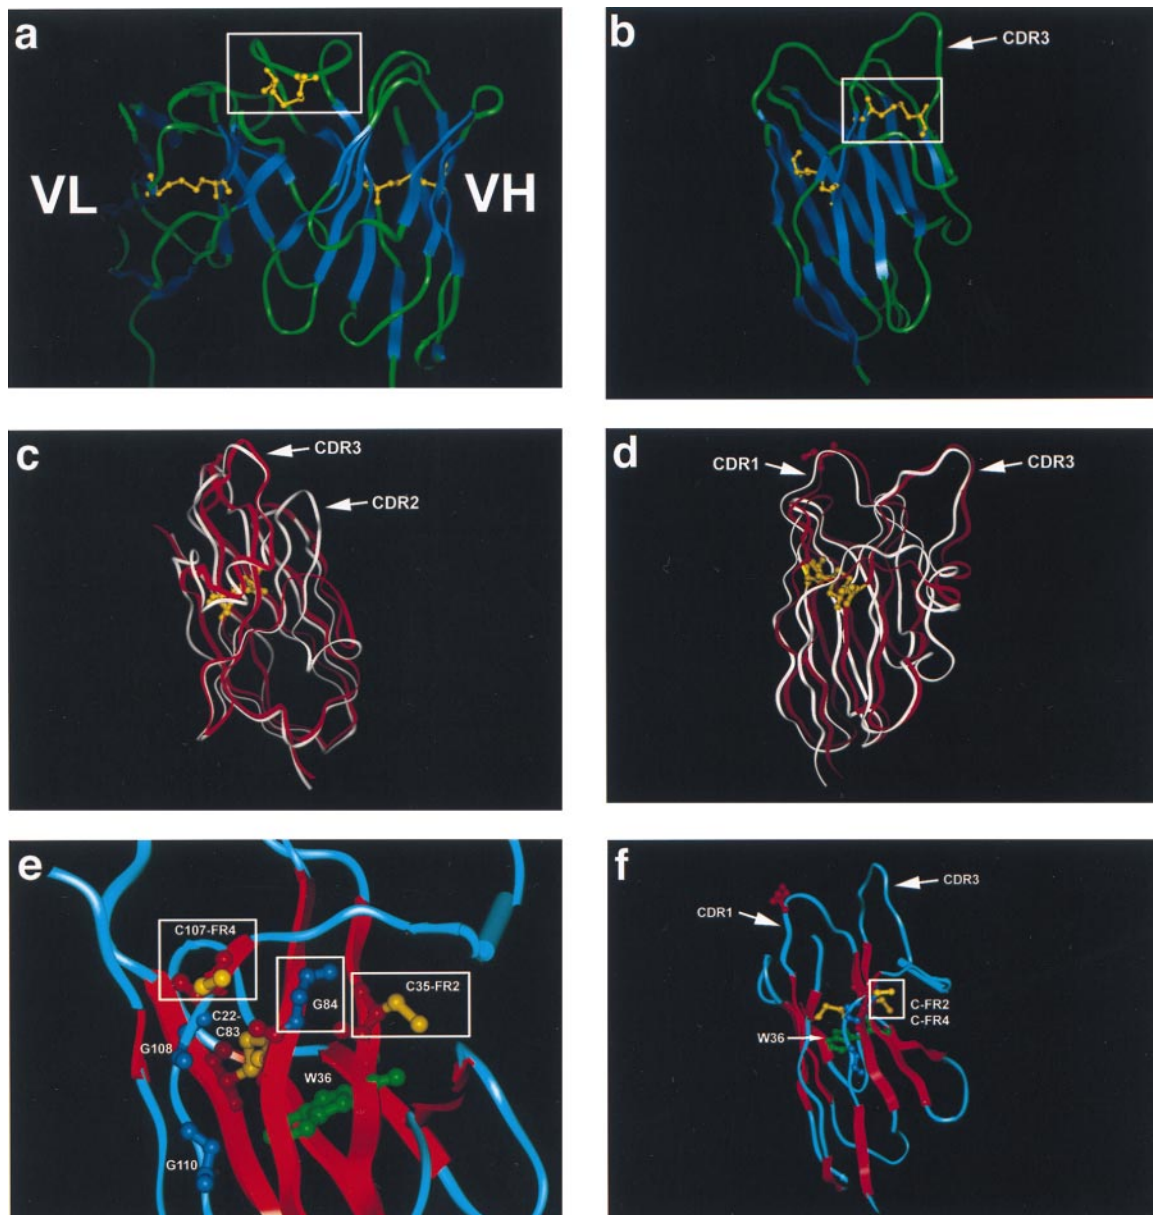 a
VL
VH
b
CDR3
c
CDR3
CDR2
d
CDR1
CDR3
e
C107-FR4
C22-
C83
G84
C35-FR2
G108
W36
G110
f
CDR3
CDR1
C-FR2
C-FR4
W36